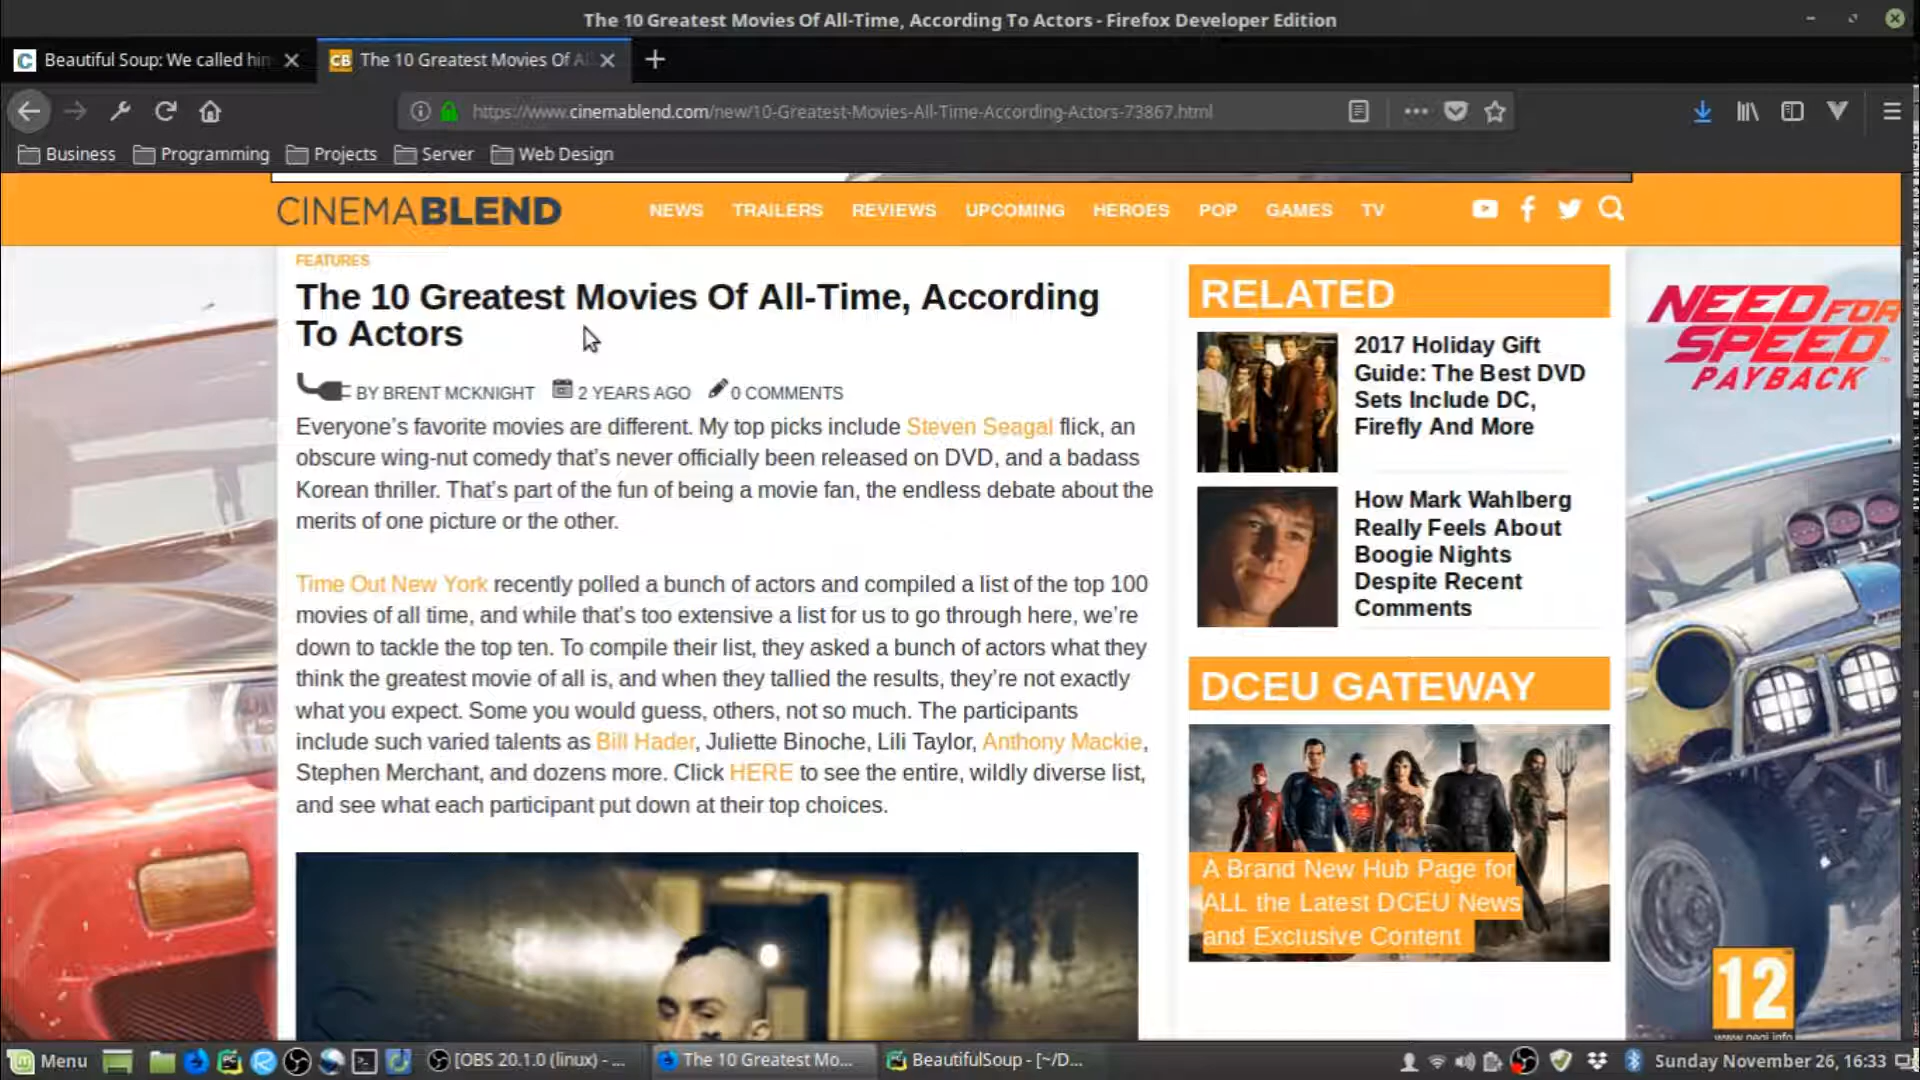 The 10 Greatest Movies Of All-Time, According To Actors - Firefox Developer Edition
Beautiful Soup: We called him
CB The 10 Greatest Movies Of Al
https://www.cinemablend.com/new/10-Greatest-Movies-All-Time-According-Actors-73867.html
Business Programming Projects Server Web Design
CINEMABLEND NEWS TRAILERS REVIEWS UPCOMING HEROES POP GAMES TV
FEATURES
The 10 Greatest Movies Of All-Time, According
To Actors
BY BRENT MCKNIGHT 2 YEARS AGO 0 COMMENTS
Everyone’s favorite movies are different. My top picks include Steven Seagal flick, an
obscure wing-nut comedy that’s never officially been released on DVD, and a badass
Korean thriller. That’s part of the fun of being a movie fan, the endless debate about the
merits of one picture or the other.
Time Out New York recently polled a bunch of actors and compiled a list of the top 100
movies of all time, and while that’s too extensive a list for us to go through here, we’re
down to tackle the top ten. To compile their list, they asked a bunch of actors what they
think the greatest movie of all is, and when they tallied the results, they’re not exactly
what you expect. Some you would guess, others, not so much. The participants
include such varied talents as Bill Hader, Juliette Binoche, Lili Taylor, Anthony Mackie,
Stephen Merchant, and dozens more. Click HERE to see the entire, wildly diverse list,
and see what each participant put down at their top choices.
RELATED
2017 Holiday Gift
Guide: The Best DVD
Sets Include DC,
Firefly And More
How Mark Wahlberg
Really Feels About
Boogie Nights
Despite Recent
Comments
DCEU GATEWAY
A Brand New Hub Page for
ALL the Latest DCEU News
and Exclusive Content
NEED FOR
SPEED
PAYBACK
12
www.pegi.info
Menu [OBS 20.1.0 (linux) - ... The 10 Greatest Mo... BeautifulSoup - [~/D... Sunday November 26, 16:33